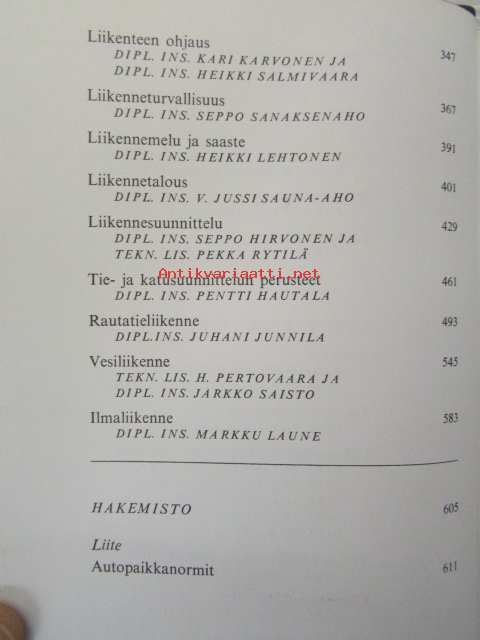 Liikenteen ohjaus 347
DIPL. INS. KARI KARVONEN JA
DIPL. INS. HEIKKI SALMIVAARA
Liikenneturvallisuus 367
DIPL. INS. SEPPO SANAKSENAHO
Liikennemelu ja saaste 391
DIPL. INS. HEIKKI LEHTONEN
Liikennetalous 401
DIPL. INS. V. JUSSI SAUNA-AHO
Liikennesuunnittelu 429
DIPL. INS. SEPPO HIRVONEN JA
TEKN. LIS. PEKKA RYTILÄ
Antikvariaatti.net
Tie- ja katusuunnittelun perusteet 461
DIPL. INS. PENTTI HAUTALA
Rautatieliikenne 493
DIPL.INS. JUHANI JUNNILA
Vesiliikenne 545
TEKN. LIS. H. PERTOVAARA JA
DIPL. INS. JARKKO SAISTO
Ilmaliikenne 583
DIPL. INS. MARKKU LAUNE
HAKEMISTO 605
Liite
Autopaikkanormit 611